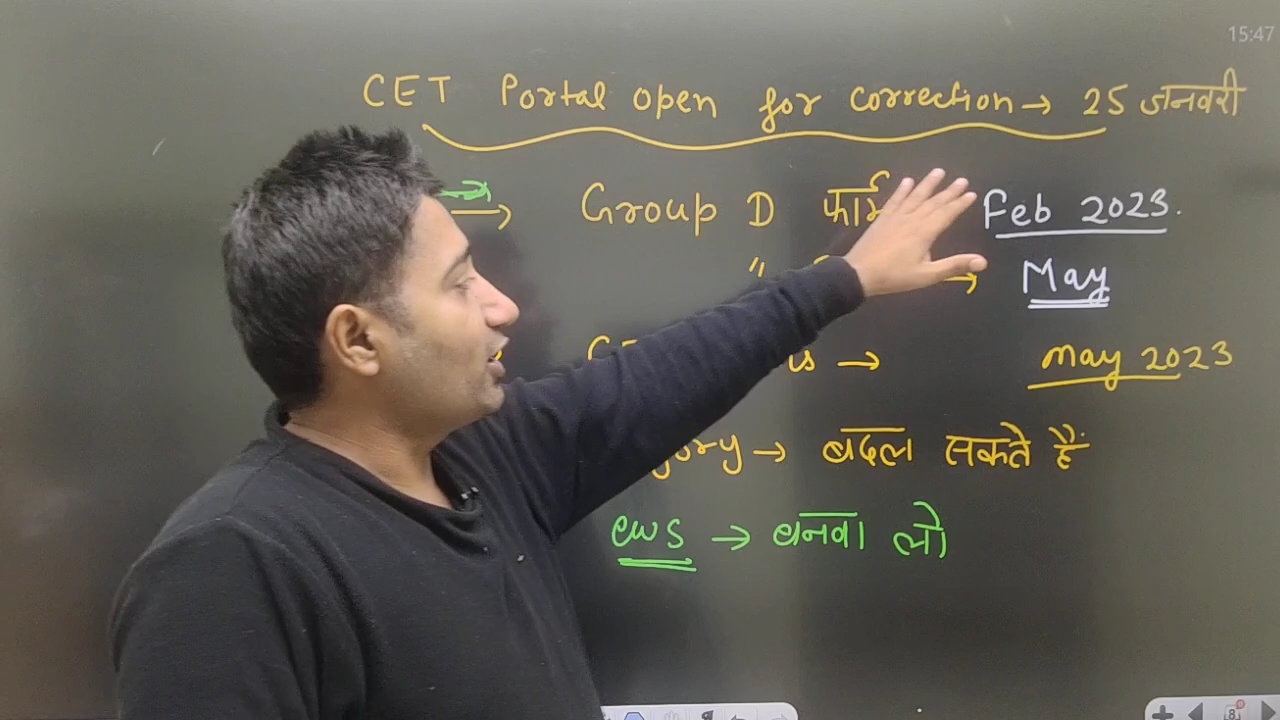 15:47
CET Portal open for correction → 25 जनवरी
→ Group D Feb 2023.
" → May
→ May 2023
→ बदल सकते हैं
ews → बनवा लो